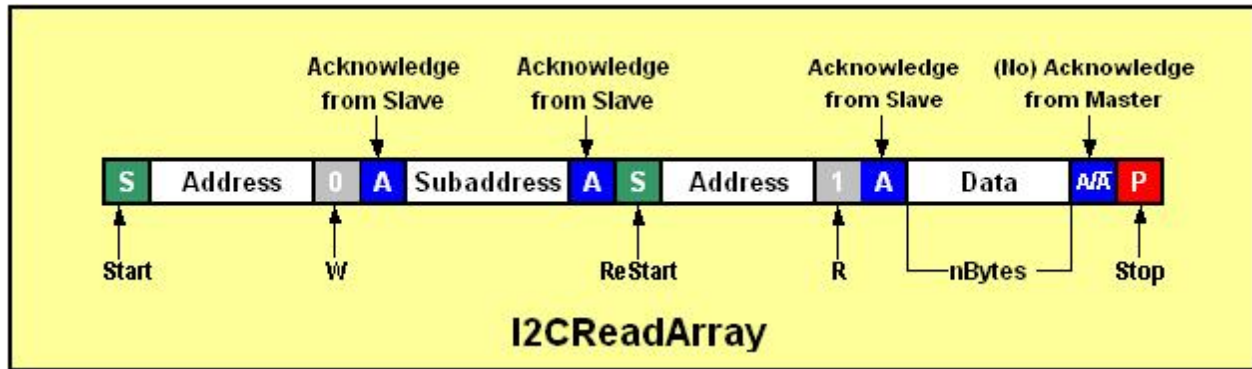 Acknowledge Acknowledge Acknowledge (No) Acknowledge
from Slave from Slave from Slave from Master
S Address 0 A Subaddress A S Address 1 A Data A/A̅ P
Start W ReStart R nBytes Stop
I2CReadArray